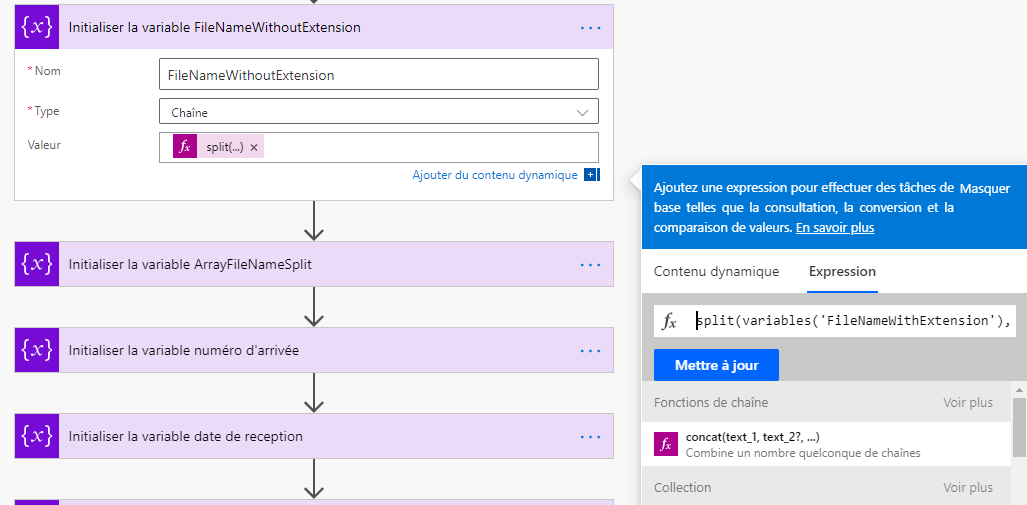 {x} Initialiser la variable FileNameWithoutExtension ...
* Nom FileNameWithoutExtension
* Type Chaîne
Valeur fx split(...) ×
Ajouter du contenu dynamique
{x} Initialiser la variable ArrayFileNameSplit ...
{x} Initialiser la variable numéro d'arrivée ...
{x} Initialiser la variable date de reception ...
Ajoutez une expression pour effectuer des tâches de Masquer
base telles que la consultation, la conversion et la
comparaison de valeurs. En savoir plus
Contenu dynamique Expression
fx split(variables('FileNameWithExtension'),
Mettre à jour
Fonctions de chaîne Voir plus
fx concat(text_1, text_2?, ...)
Combine un nombre quelconque de chaînes
Collection Voir plus